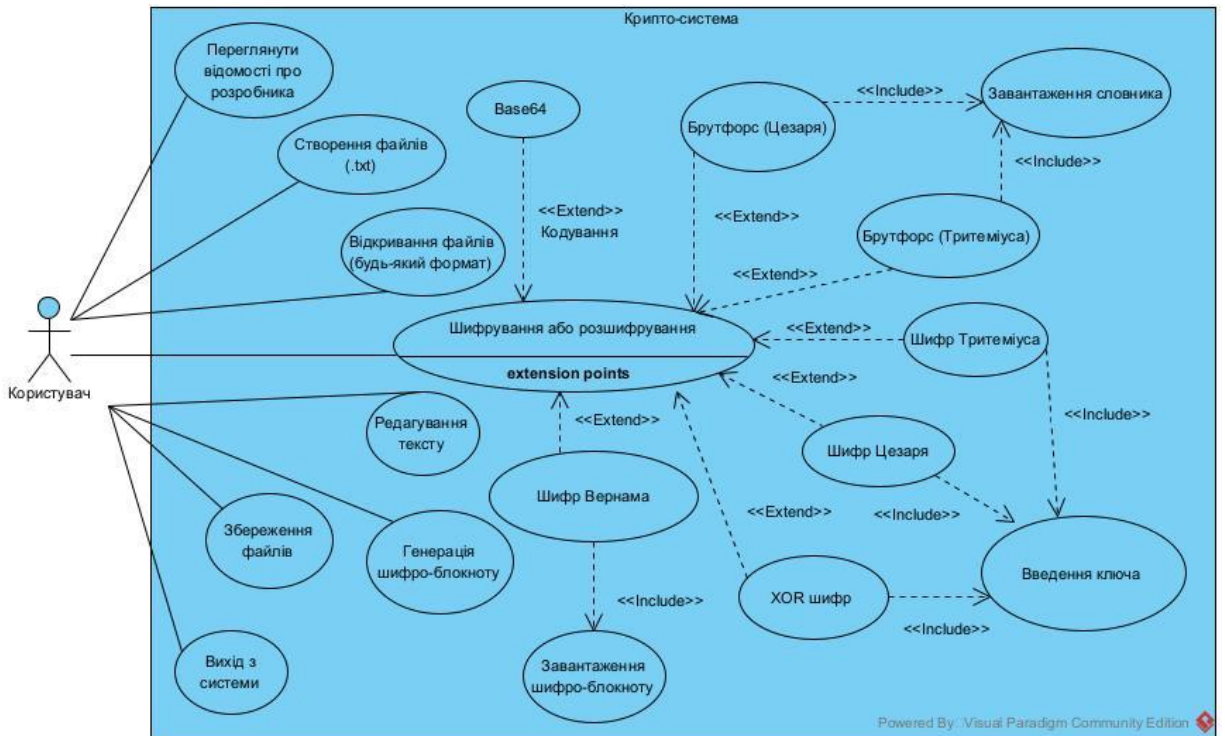 Крипто-система
Переглянути
відомості про
розробника
Base64
Брутфорс (Цезаря)
<<Include>>
Завантаження словника
Створення файлів
(.txt)
<<Include>>
<<Extend>>
Кодування
<<Extend>>
Брутфорс (Тритеміуса)
Відкривання файлів
(будь-який формат)
<<Extend>>
Шифрування або розшифрування
extension points
<<Extend>>
Шифр Тритеміуса
Користувач
<<Extend>>
<<Include>>
Редагування
тексту
<<Extend>>
Шифр Цезаря
Шифр Вернама
<<Extend>>
<<Include>>
Збереження
файлів
Генерація
шифро-блокноту
Введення ключа
XOR шифр
<<Include>>
<<Include>>
Вихід з
системи
Завантаження
шифро-блокноту
Powered By Visual Paradigm Community Edition